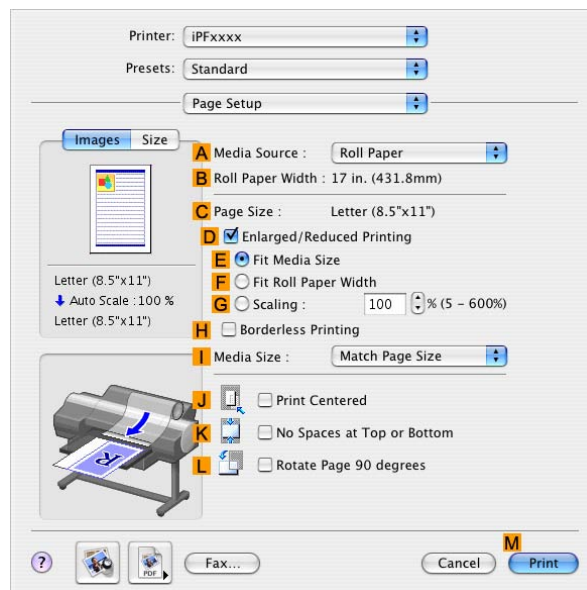 Printer: iPFxxxx
Presets: Standard
Page Setup
Images Size
A Media Source : Roll Paper
B Roll Paper Width : 17 in. (431.8mm)
C Page Size : Letter (8.5"x11")
D Enlarged/Reduced Printing
E Fit Media Size
F Fit Roll Paper Width
G Scaling : 100 % (5 - 600%)
H Borderless Printing
I Media Size : Match Page Size
Letter (8.5"x11")
Auto Scale :100 %
Letter (8.5"x11")
J Print Centered
K No Spaces at Top or Bottom
L Rotate Page 90 degrees
R
M
? PDF Fax... Cancel Print